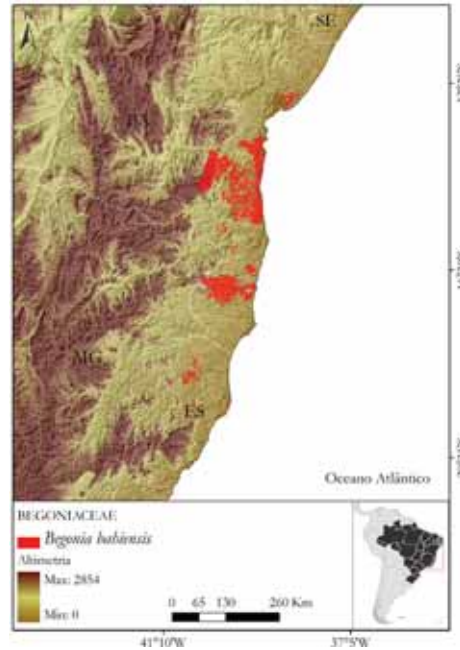 N
SE
BA
MG
ES
Oceano Atlântico
BEGONIACEAE
Begonia bahiensis
Altimetria
Max: 2854
Min: 0
0 65 130 260 Km
41°10'W 37°5'W